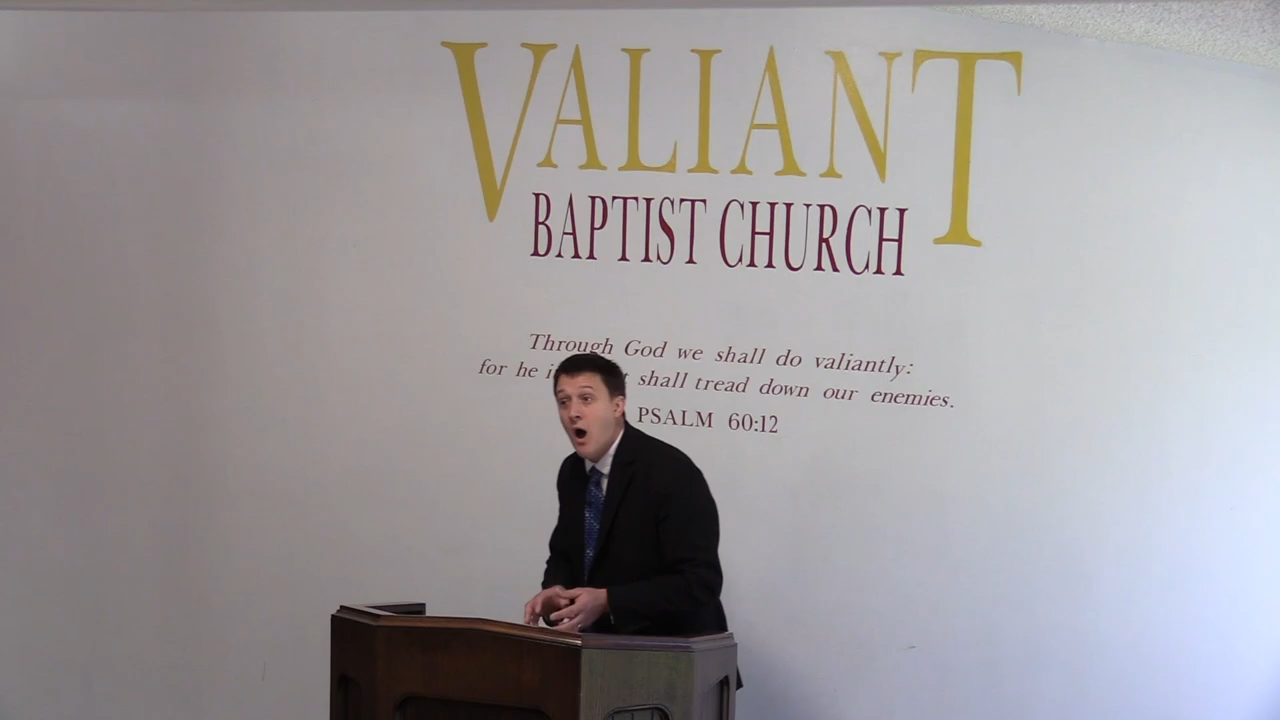 VALIANT
BAPTIST CHURCH
Through God we shall do valiantly:
for he shall tread down our enemies.
PSALM 60:12